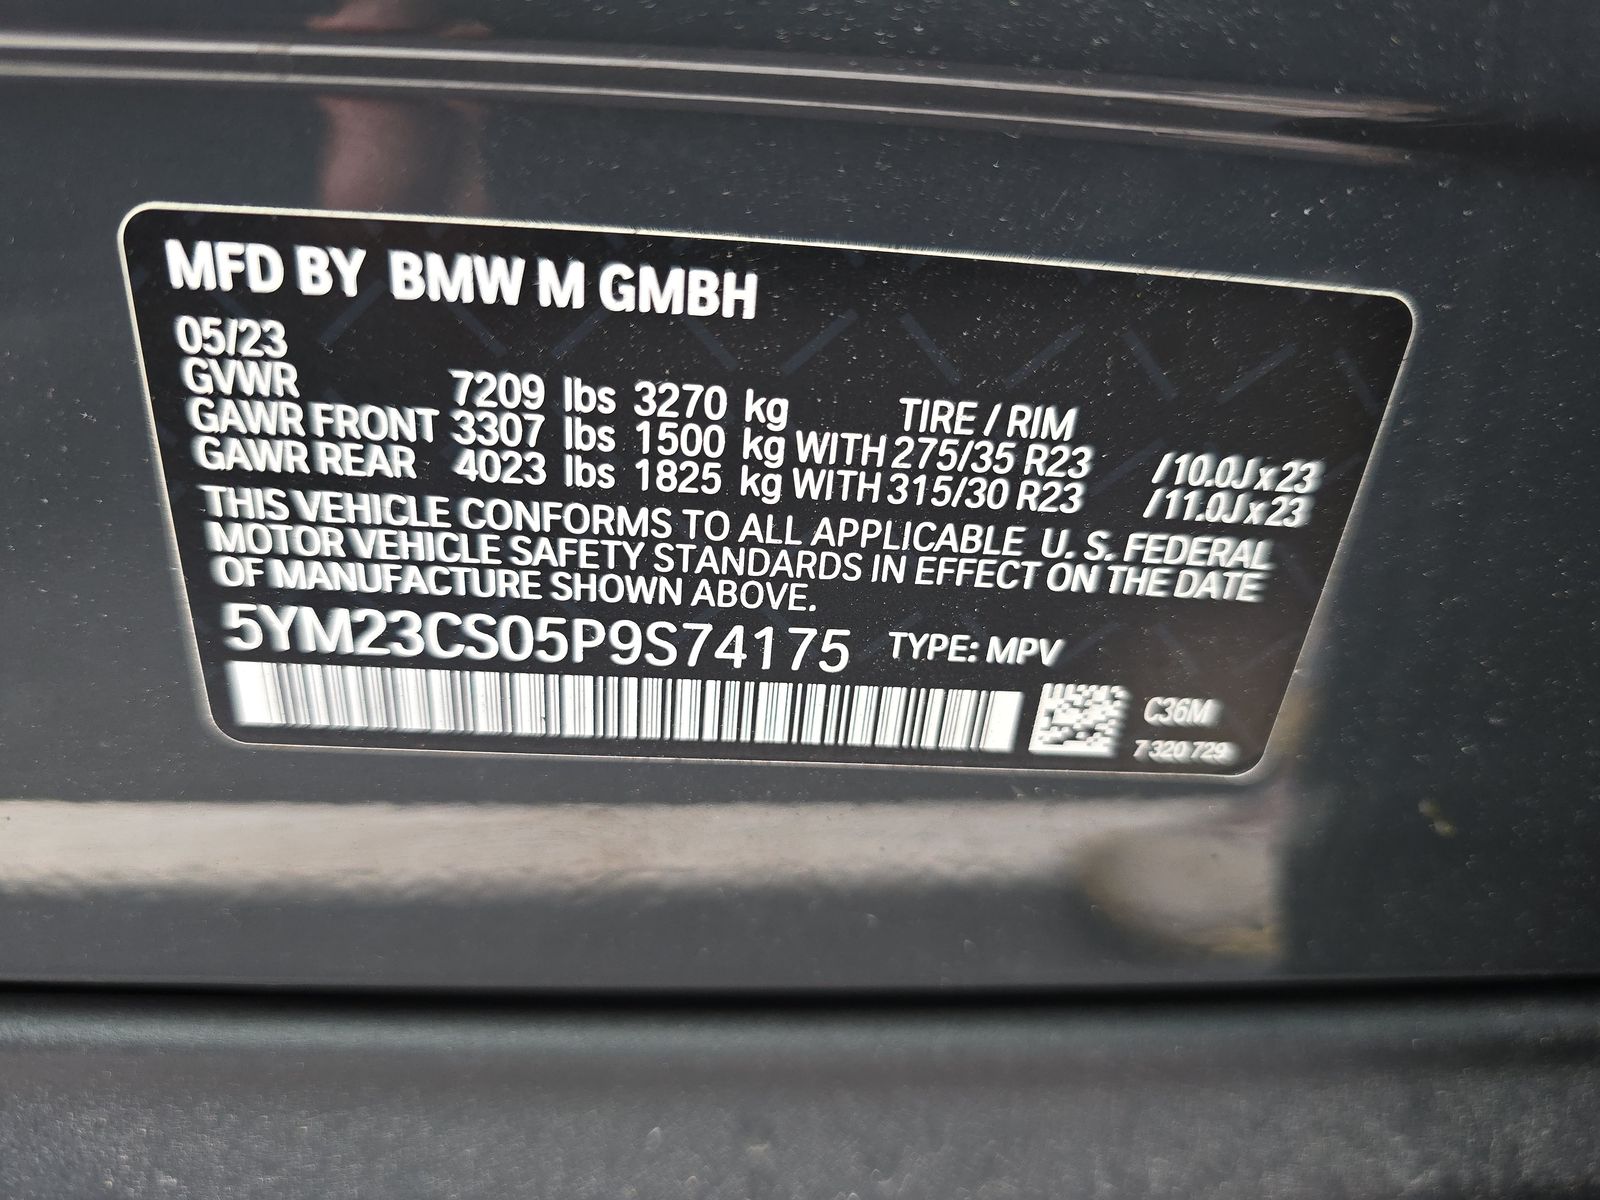 MFD BY BMW M GMBH
05/23
GVWR 7209 lbs 3270 kg TIRE / RIM
GAWR FRONT 3307 lbs 1500 kg WITH 275/35 R23 / 10.0J x 23
GAWR REAR 4023 lbs 1825 kg WITH 315/30 R23 / 11.0J x 23
THIS VEHICLE CONFORMS TO ALL APPLICABLE U. S. FEDERAL
MOTOR VEHICLE SAFETY STANDARDS IN EFFECT ON THE DATE
OF MANUFACTURE SHOWN ABOVE.
5YM23CS05P9S74175 TYPE: MPV
C36M
7 320 729